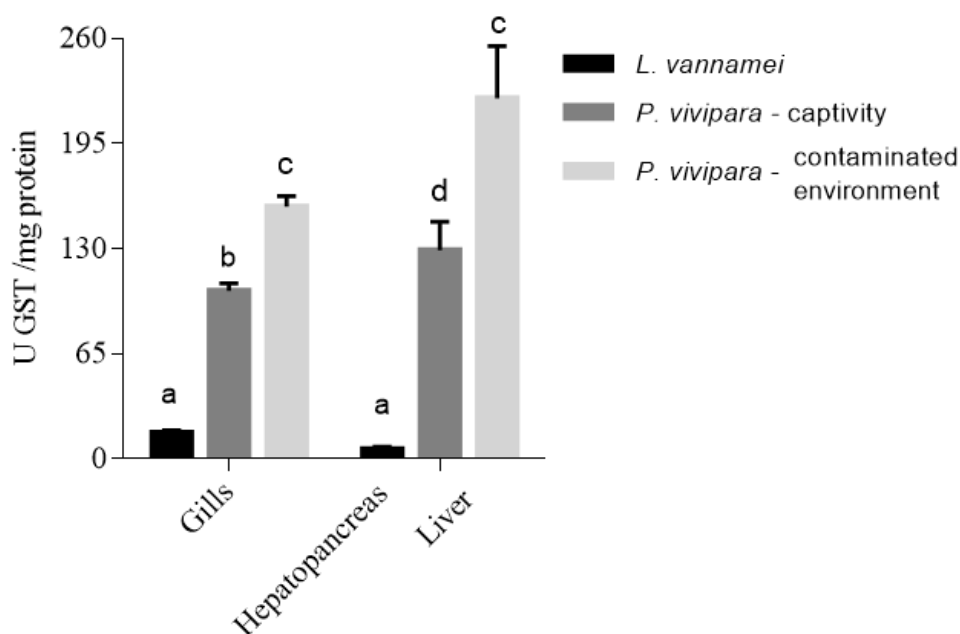 U GST /mg protein
260
195
130
65
0
a
b
c
a
d
c
Gills
Hepatopancreas
Liver
L. vannamei
P. vivipara - captivity
P. vivipara - contaminated
environment